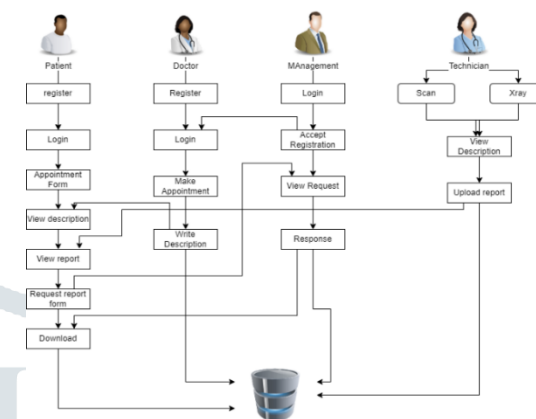 Patient
Doctor
MAnagement
Technician
register
Register
Login
Scan
Xray
Login
Login
Accept
Registration
View
Description
Appointment
Form
Make
Appointment
View Request
Upload report
View description
Write
Description
Response
View report
Request report
form
Download